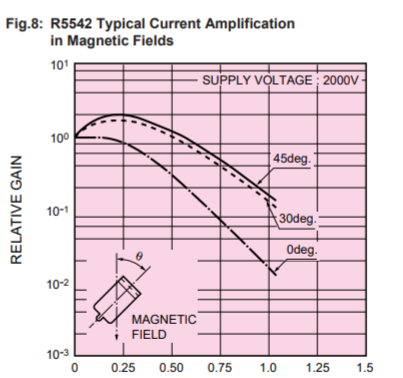 Fig.8: R5542 Typical Current Amplification
in Magnetic Fields
10¹
SUPPLY VOLTAGE : 2000V
10⁰
45deg.
RELATIVE GAIN
10⁻¹
30deg.
0deg.
θ
10⁻²
MAGNETIC
FIELD
10⁻³
0 0.25 0.50 0.75 1.0 1.25 1.5